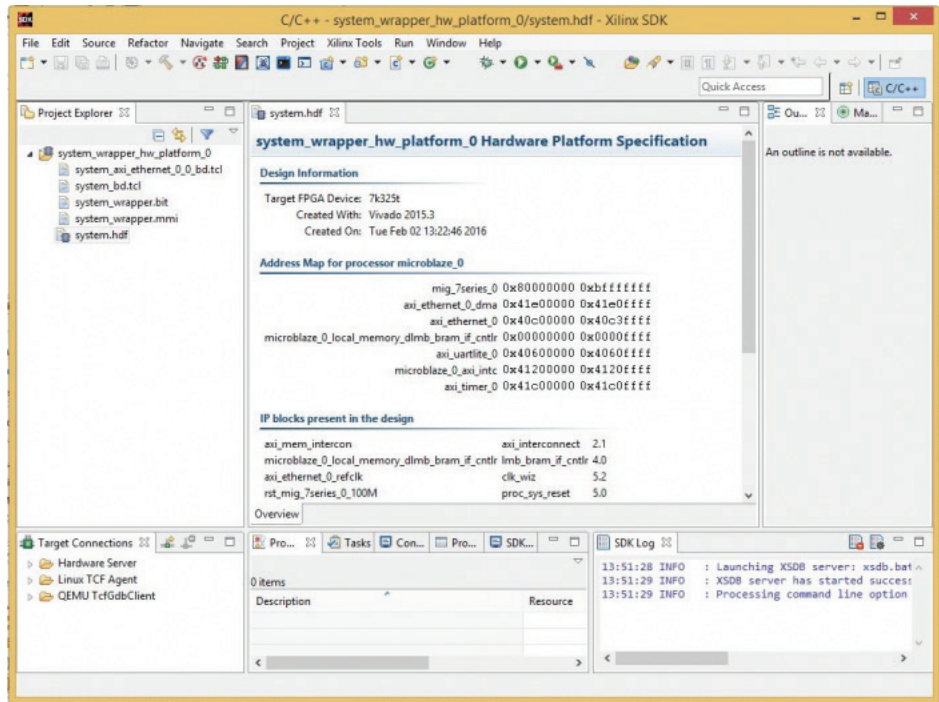 SDK
C/C++ - system_wrapper_hw_platform_0/system.hdf - Xilinx SDK
File Edit Source Refactor Navigate Search Project Xilinx Tools Run Window Help
Quick Access
C/C++
Project Explorer
system_wrapper_hw_platform_0
system_axi_ethernet_0_0_bd.tcl
system_bd.tcl
system_wrapper.bit
system_wrapper.mmi
system.hdf
system.hdf
system_wrapper_hw_platform_0 Hardware Platform Specification
Design Information
Target FPGA Device: 7k325t
Created With: Vivado 2015.3
Created On: Tue Feb 02 13:22:46 2016
Address Map for processor microblaze_0
mig_7series_0 0x80000000 0xbfffffff
axi_ethernet_0_dma 0x41e00000 0x41e0ffff
axi_ethernet_0 0x40c00000 0x40c3ffff
microblaze_0_local_memory_dlmb_bram_if_cntlr 0x00000000 0x0000ffff
axi_uartlite_0 0x40600000 0x4060ffff
microblaze_0_axi_intc 0x41200000 0x4120ffff
axi_timer_0 0x41c00000 0x41c0ffff
IP blocks present in the design
axi_mem_intercon axi_interconnect 2.1
microblaze_0_local_memory_dlmb_bram_if_cntlr lmb_bram_if_cntlr 4.0
axi_ethernet_0_refclk clk_wiz 5.2
rst_mig_7series_0_100M proc_sys_reset 5.0
Overview
Ou... Ma...
An outline is not available.
Target Connections
Hardware Server
Linux TCF Agent
QEMU TcfGdbClient
Pro... Tasks Con... Pro... SDK...
0 items
Description Resource
SDK Log
13:51:28 INFO : Launching XSDB server: xsdb.bat
13:51:29 INFO : XSDB server has started success
13:51:29 INFO : Processing command line option